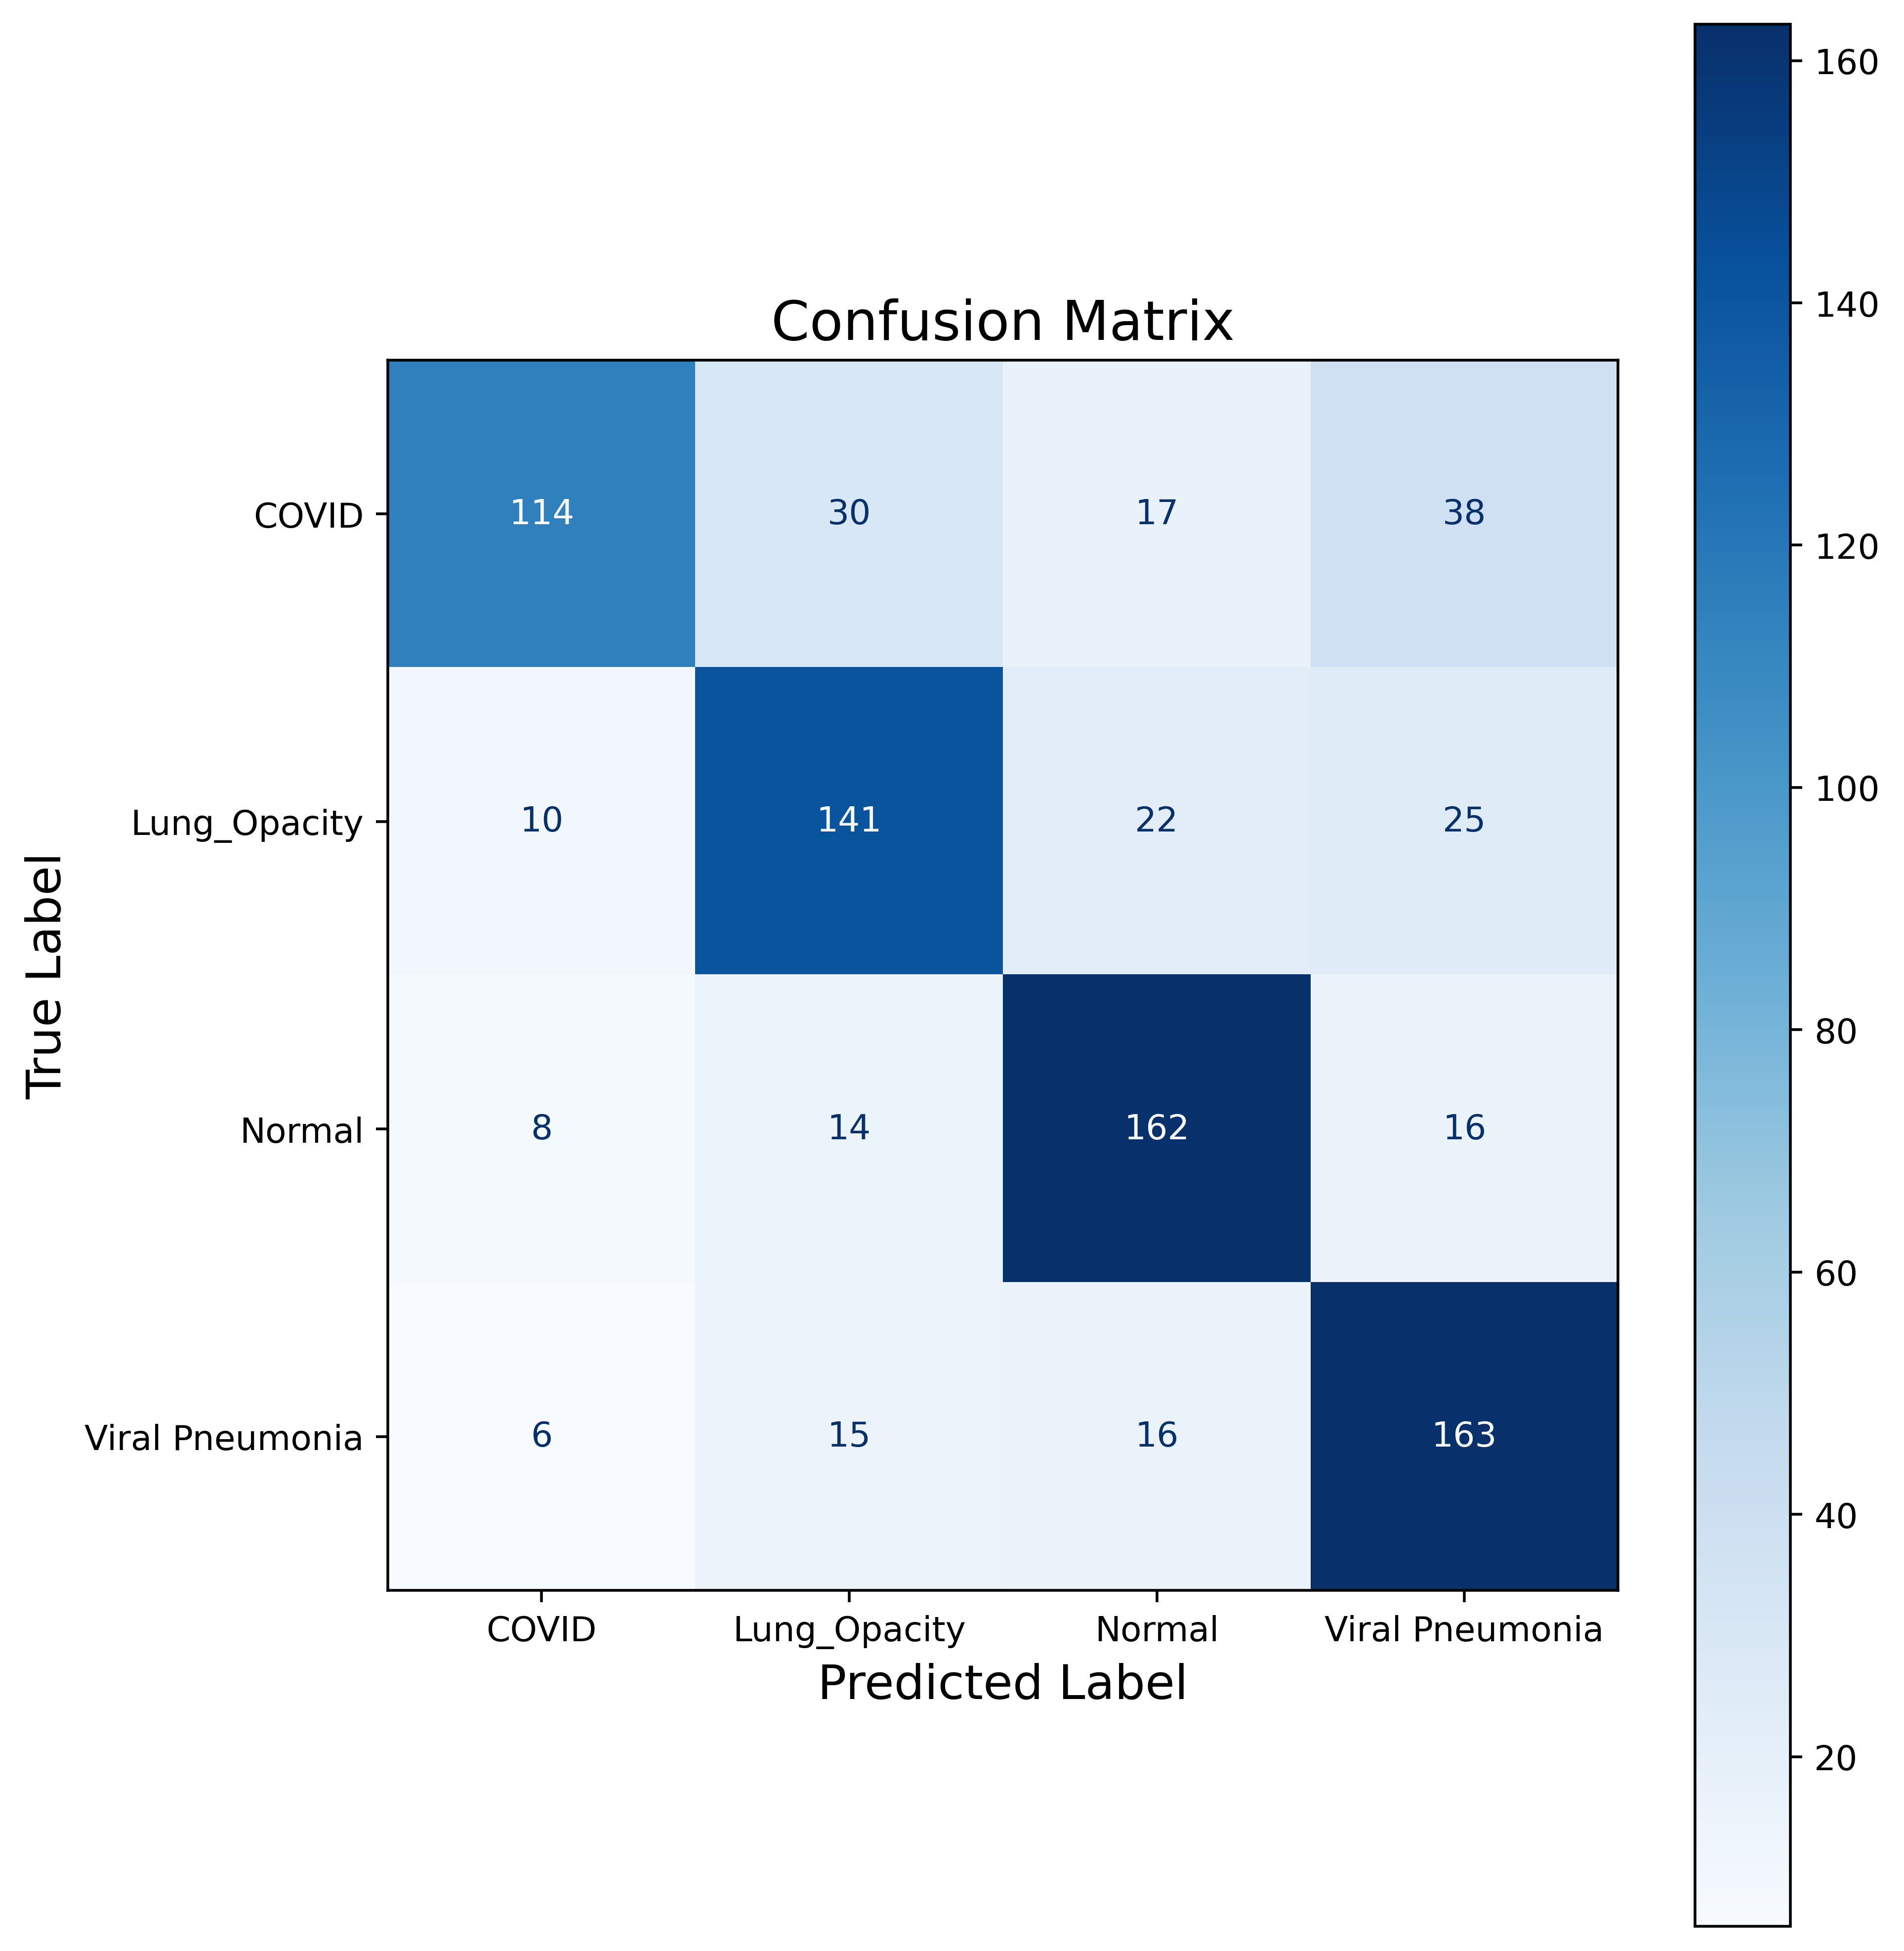 Confusion Matrix
COVID 114 30 17 38
Lung_Opacity 10 141 22 25
Normal 8 14 162 16
Viral Pneumonia 6 15 16 163
COVID Lung_Opacity Normal Viral Pneumonia
Predicted Label
True Label
160
140
120
100
80
60
40
20